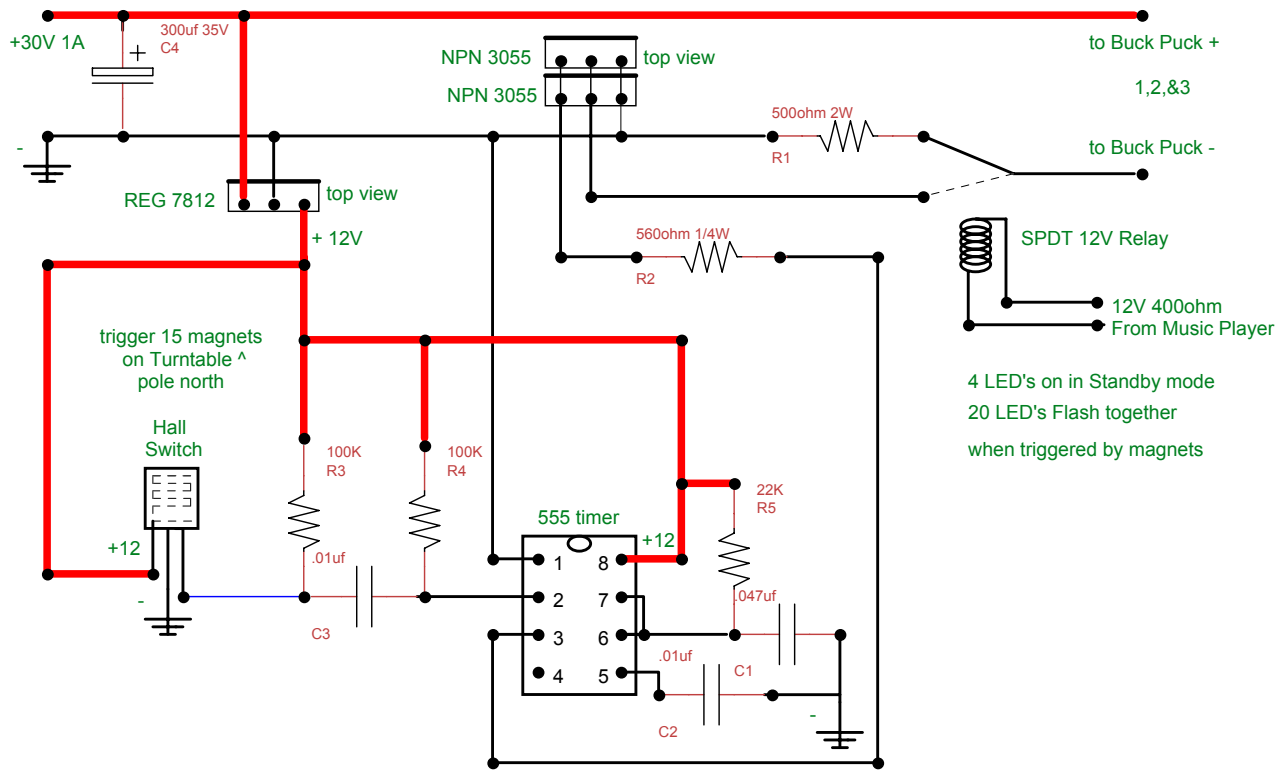 +30V 1A
300uf 35V
C4
+
-
NPN 3055
top view
NPN 3055
to Buck Puck +
1,2,&3
500ohm 2W
R1
to Buck Puck -
REG 7812
top view
+ 12V
560ohm 1/4W
R2
SPDT 12V Relay
12V 400ohm
From Music Player
trigger 15 magnets
on Turntable ^
pole north
4 LED's on in Standby mode
20 LED's Flash together
when triggered by magnets
Hall
Switch
+12
-
100K
R3
100K
R4
.01uf
C3
555 timer
+12
1
2
3
4
8
7
6
5
22K
R5
.047uf
C1
.01uf
C2
-